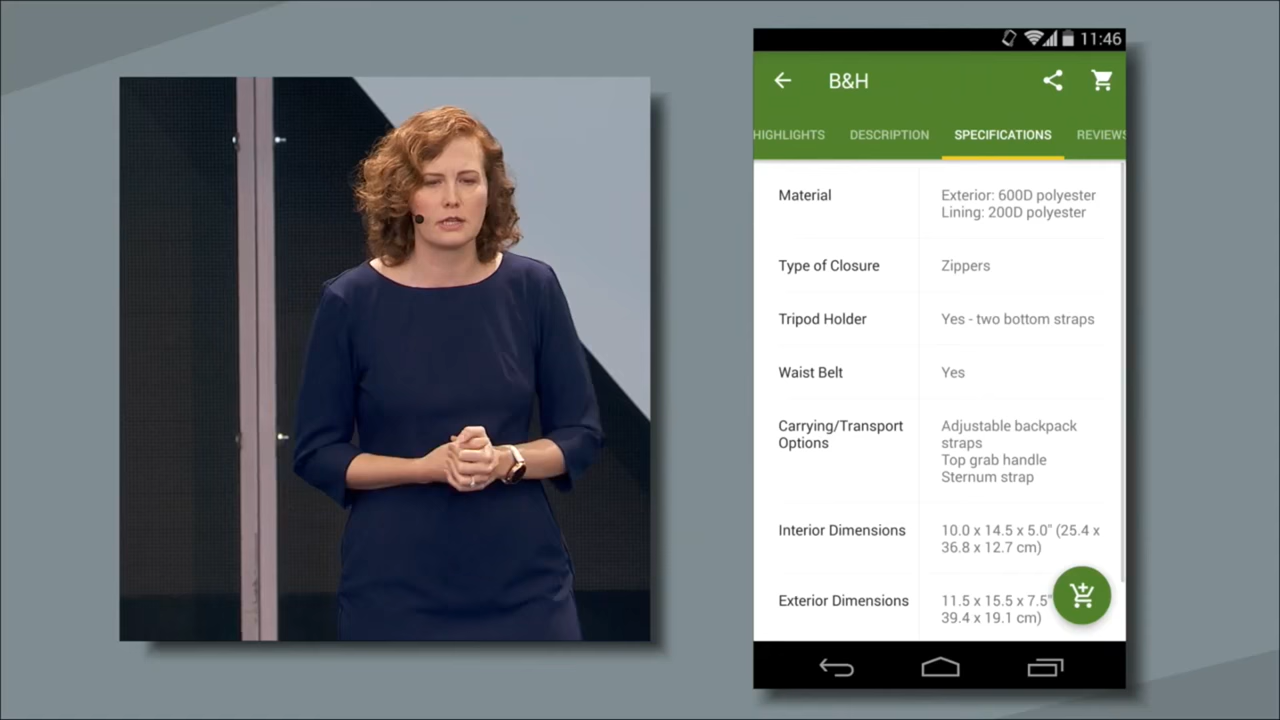 11:46
B&H
HIGHLIGHTS DESCRIPTION SPECIFICATIONS REVIEWS
Material
Exterior: 600D polyester
Lining: 200D polyester
Type of Closure
Zippers
Tripod Holder
Yes - two bottom straps
Waist Belt
Yes
Carrying/Transport
Options
Adjustable backpack
straps
Top grab handle
Sternum strap
Interior Dimensions
10.0 x 14.5 x 5.0" (25.4 x
36.8 x 12.7 cm)
Exterior Dimensions
11.5 x 15.5 x 7.5"
39.4 x 19.1 cm)